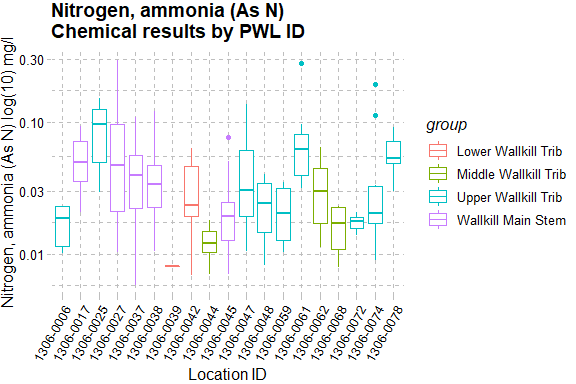 Nitrogen, ammonia (As N)
Chemical results by PWL ID
Nitrogen, ammonia (As N) log(10) mg/l
0.30
0.10
0.03
0.01
1306-0006
1306-0017
1306-0025
1306-0027
1306-0037
1306-0038
1306-0039
1306-0042
1306-0044
1306-0045
1306-0047
1306-0048
1306-0059
1306-0061
1306-0062
1306-0068
1306-0072
1306-0074
1306-0078
Location ID
group
Lower Wallkill Trib
Middle Wallkill Trib
Upper Wallkill Trib
Wallkill Main Stem